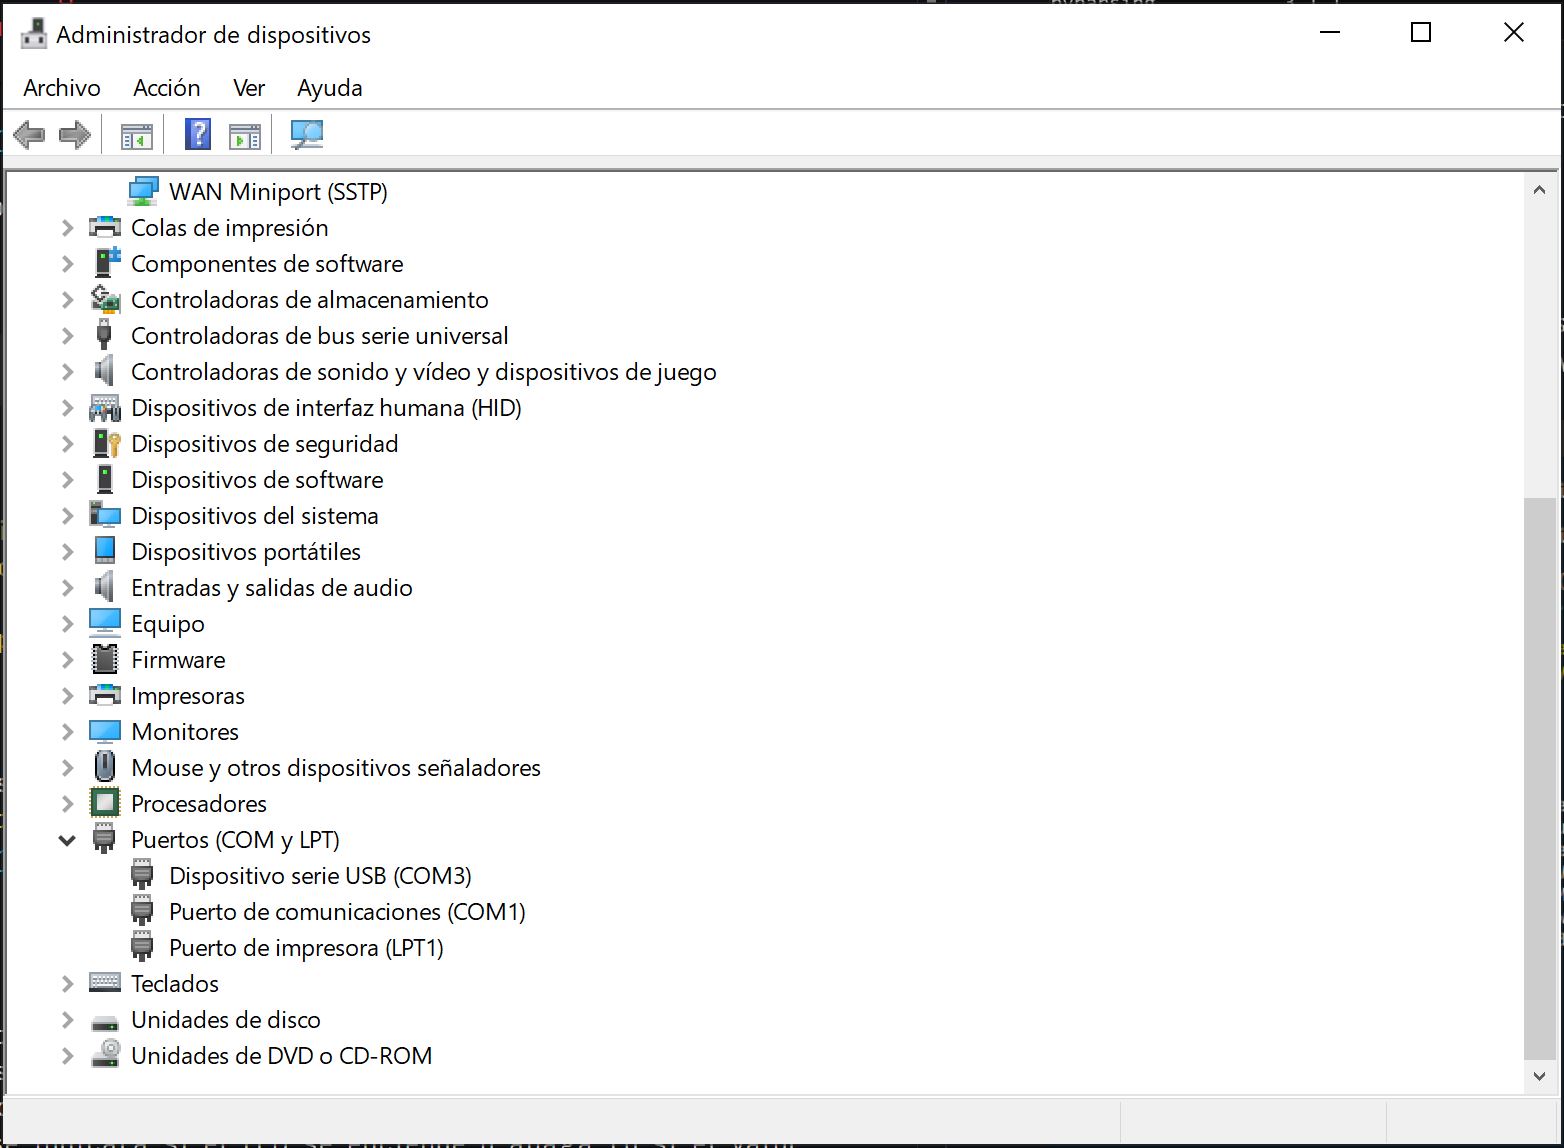 Administrador de dispositivos
Archivo Acción Ver Ayuda
WAN Miniport (SSTP)
Colas de impresión
Componentes de software
Controladoras de almacenamiento
Controladoras de bus serie universal
Controladoras de sonido y vídeo y dispositivos de juego
Dispositivos de interfaz humana (HID)
Dispositivos de seguridad
Dispositivos de software
Dispositivos del sistema
Dispositivos portátiles
Entradas y salidas de audio
Equipo
Firmware
Impresoras
Monitores
Mouse y otros dispositivos señaladores
Procesadores
Puertos (COM y LPT)
Dispositivo serie USB (COM3)
Puerto de comunicaciones (COM1)
Puerto de impresora (LPT1)
Teclados
Unidades de disco
Unidades de DVD o CD-ROM